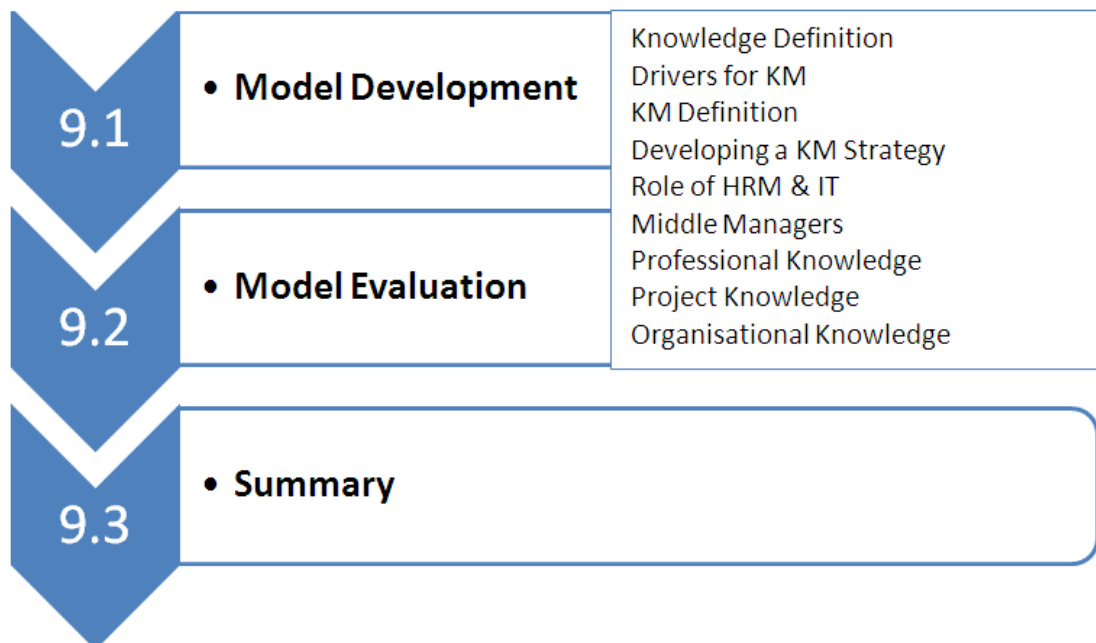 9.1
• Model Development
Knowledge Definition
Drivers for KM
KM Definition
Developing a KM Strategy
Role of HRM & IT
Middle Managers
Professional Knowledge
Project Knowledge
Organisational Knowledge
9.2
• Model Evaluation
9.3
• Summary